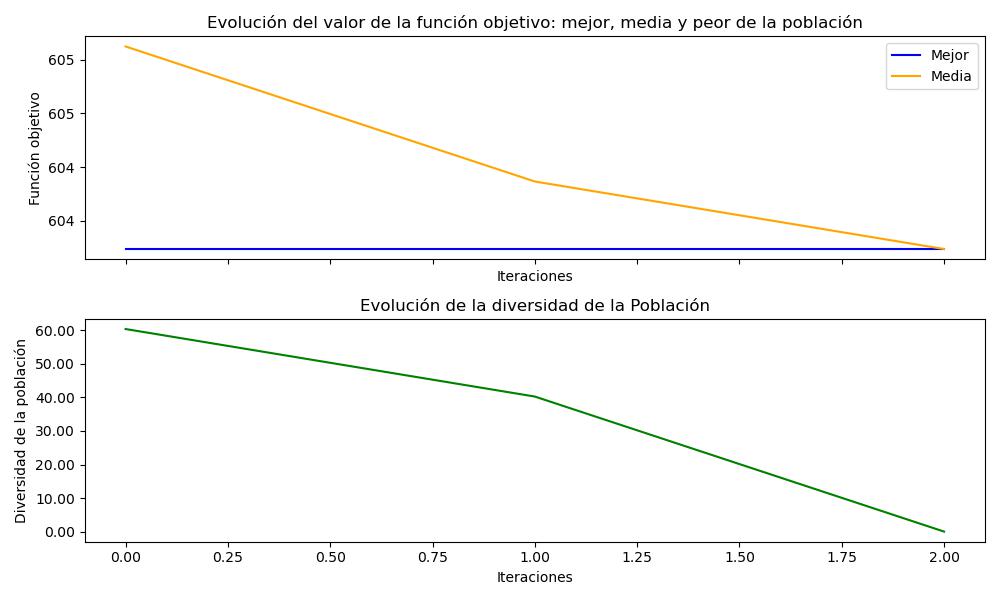 Evolución del valor de la función objetivo: mejor, media y peor de la población
605
605
604
604
Función objetivo
Mejor
Media
Iteraciones
Evolución de la diversidad de la Población
60.00
50.00
40.00
30.00
20.00
10.00
0.00
Diversidad de la población
0.00 0.25 0.50 0.75 1.00 1.25 1.50 1.75 2.00
Iteraciones